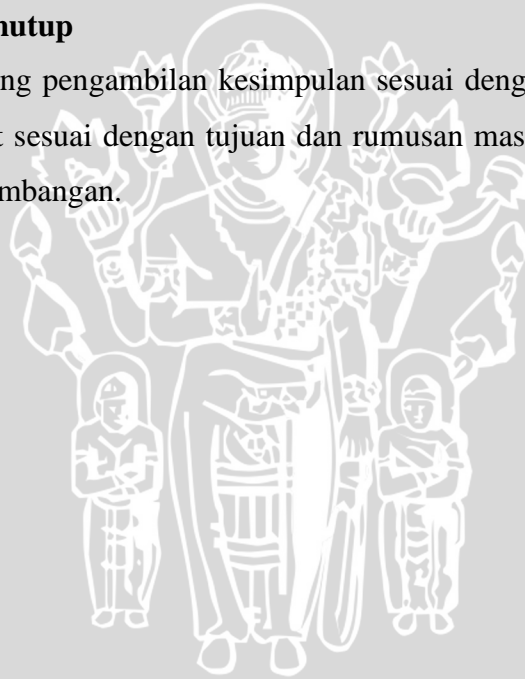 nutup
ng pengambilan kesimpulan sesuai deng
t sesuai dengan tujuan dan rumusan mas
mbangan.